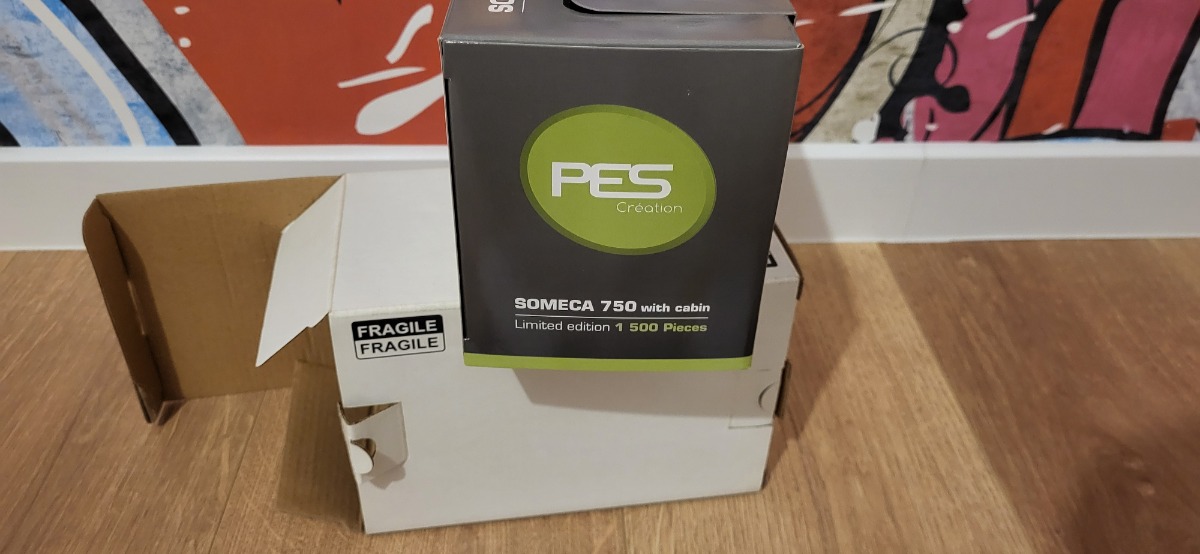 PES
Création
SOMECA 750 with cabin
Limited edition 1 500 Pieces
FRAGILE
FRAGILE